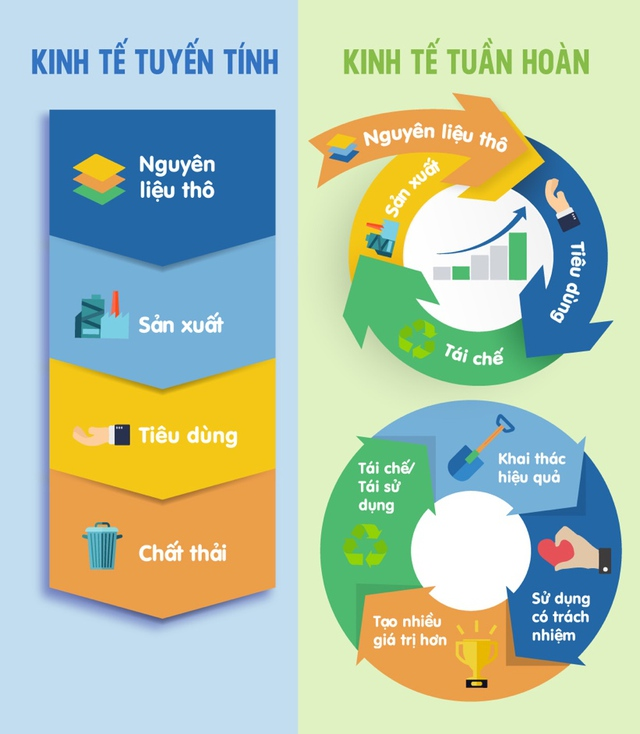 KINH TẾ TUYẾN TÍNH
Nguyên
liệu thô
Sản xuất
Tiêu dùng
Chất thải
KINH TẾ TUẦN HOÀN
Nguyên liệu thô
Sản xuất
Tiêu dùng
Tái chế
Tái chế/
Tái sử
dụng
Khai thác
hiệu quả
Sử dụng
có trách
nhiệm
Tạo nhiều
giá trị hơn